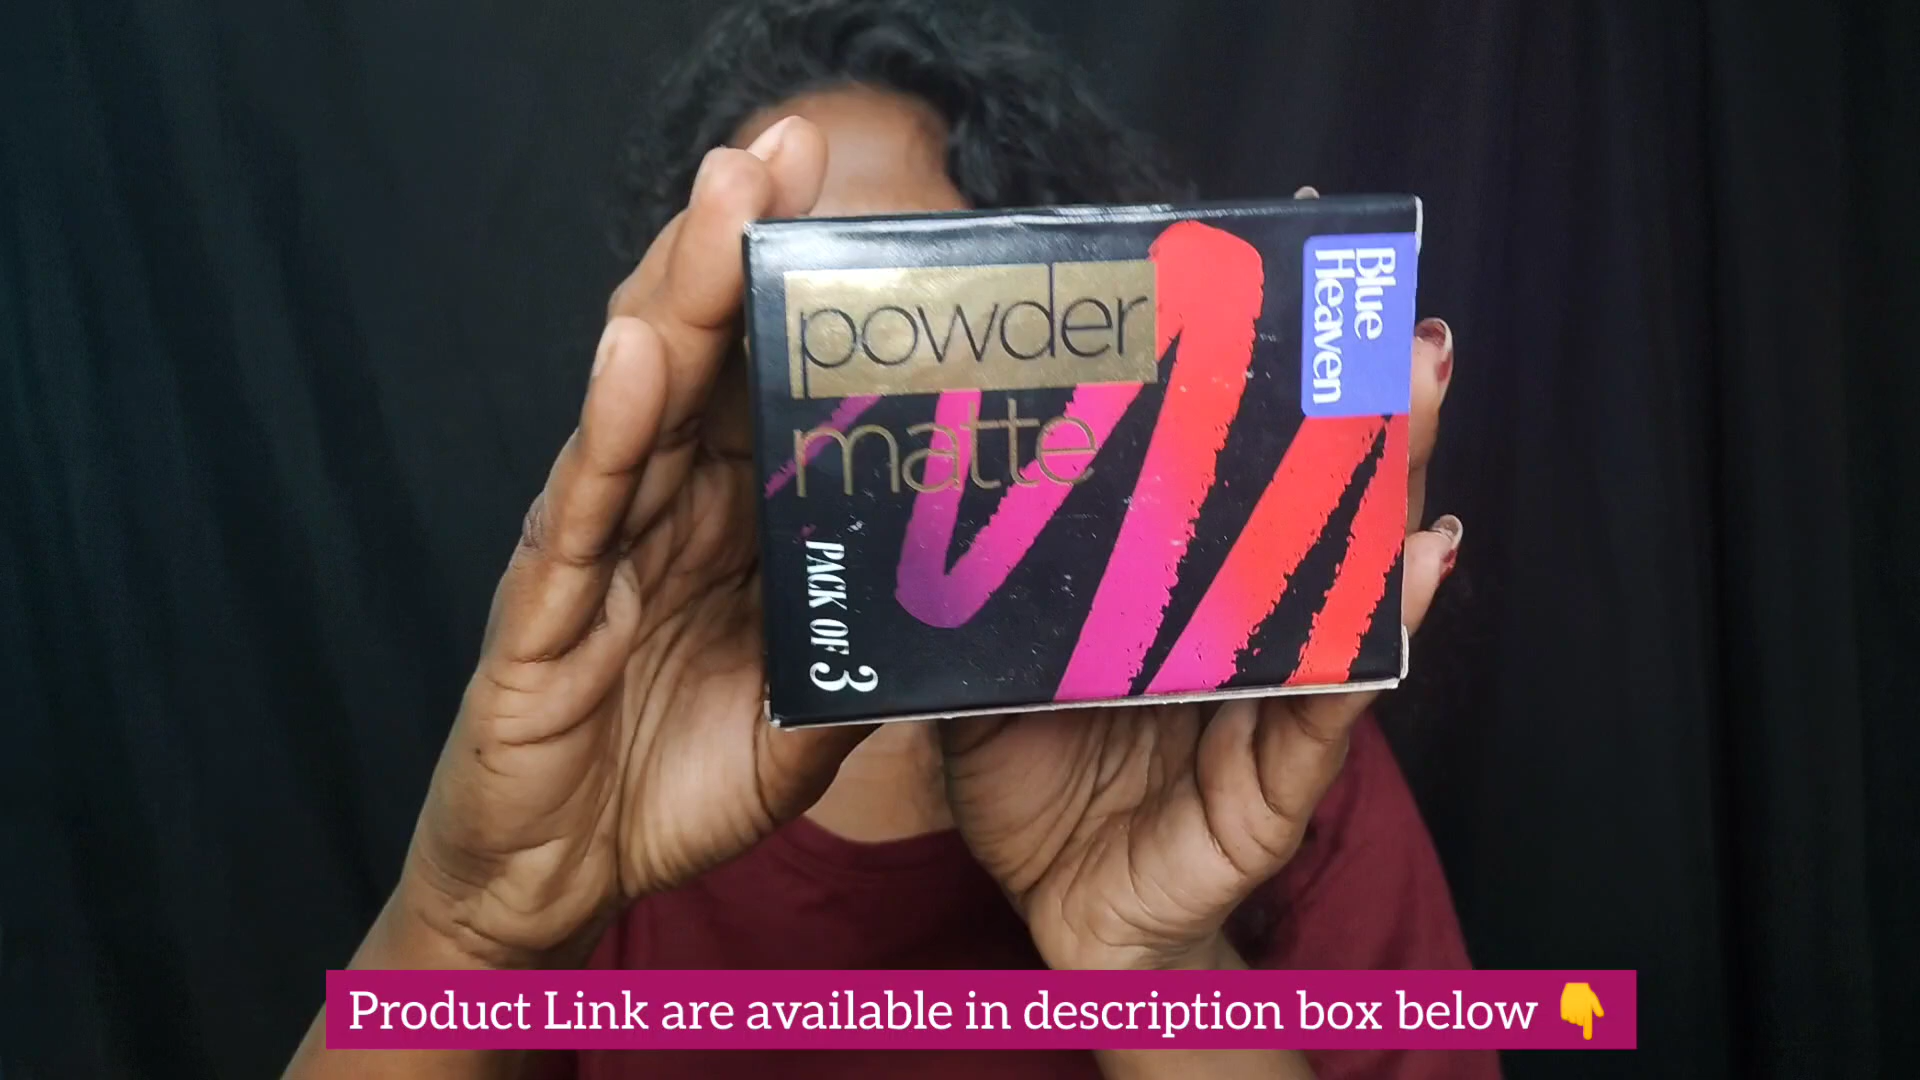 powder
matte
PACK OF 3
Blue
Heaven
Product Link are available in description box below 👇